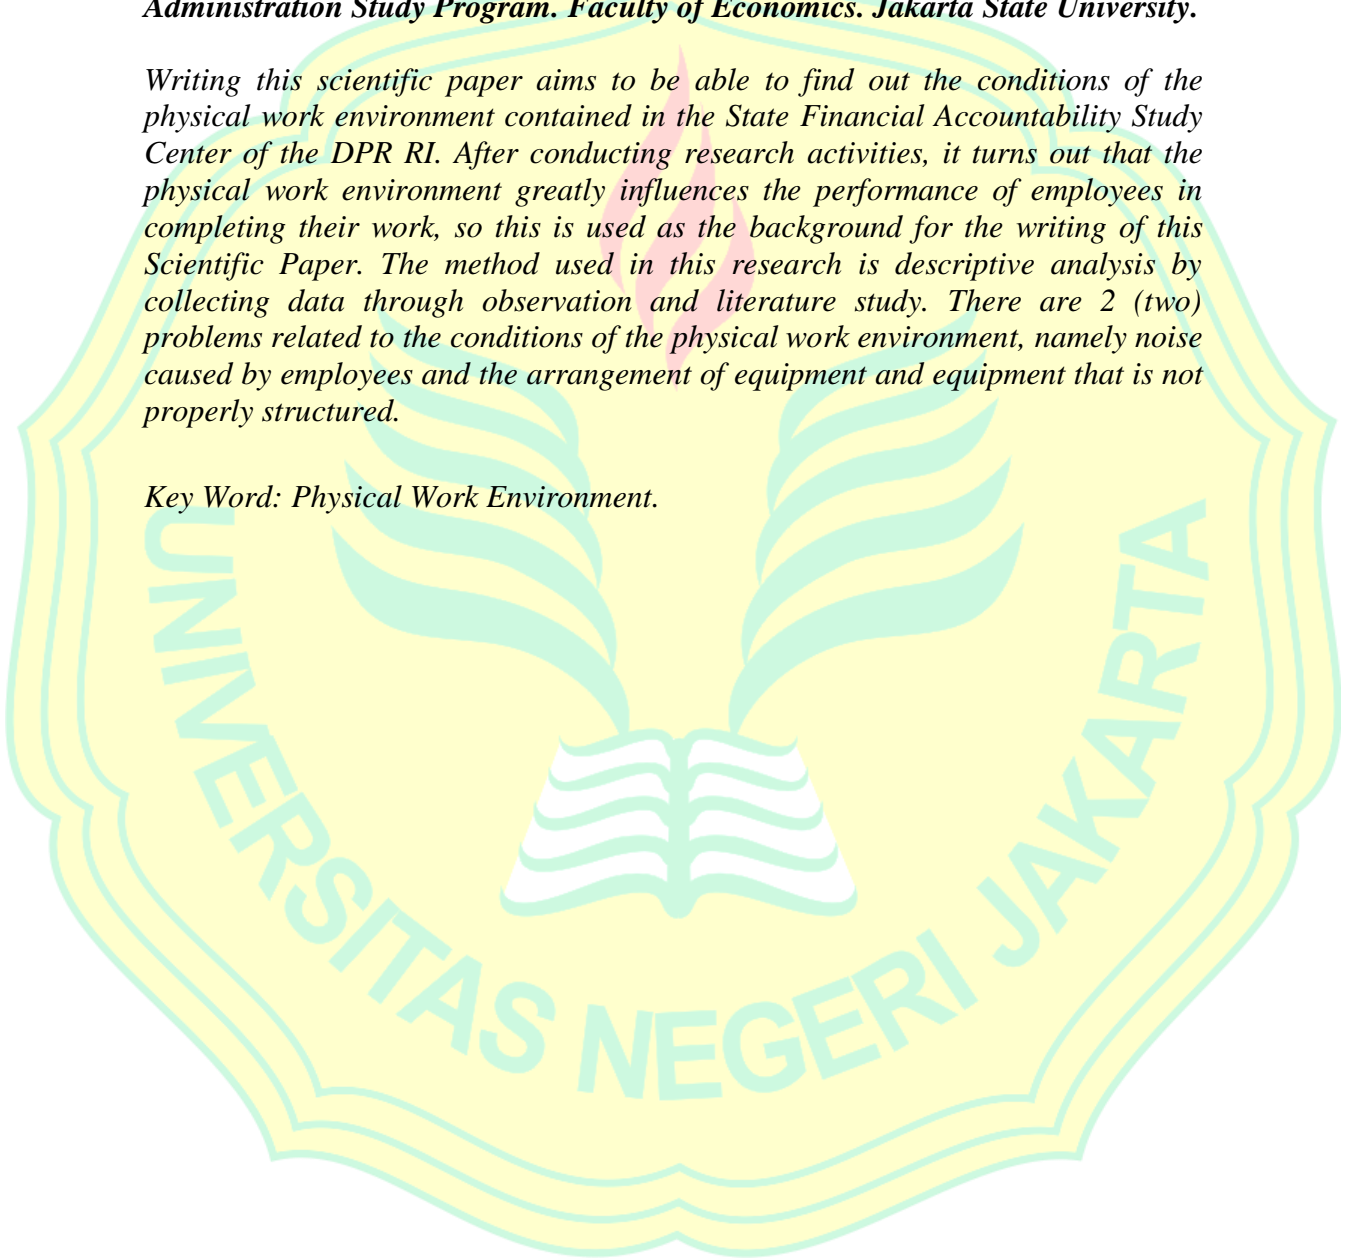 Administration Study Program. Faculty of Economics. Jakarta State University.
Writing this scientific paper aims to be able to find out the conditions of the
physical work environment contained in the State Financial Accountability Study
Center of the DPR RI. After conducting research activities, it turns out that the
physical work environment greatly influences the performance of employees in
completing their work, so this is used as the background for the writing of this
Scientific Paper. The method used in this research is descriptive analysis by
collecting data through observation and literature study. There are 2 (two)
problems related to the conditions of the physical work environment, namely noise
caused by employees and the arrangement of equipment and equipment that is not
properly structured.
Key Word: Physical Work Environment.
UNIVERSITAS NEGERI JAKARTA